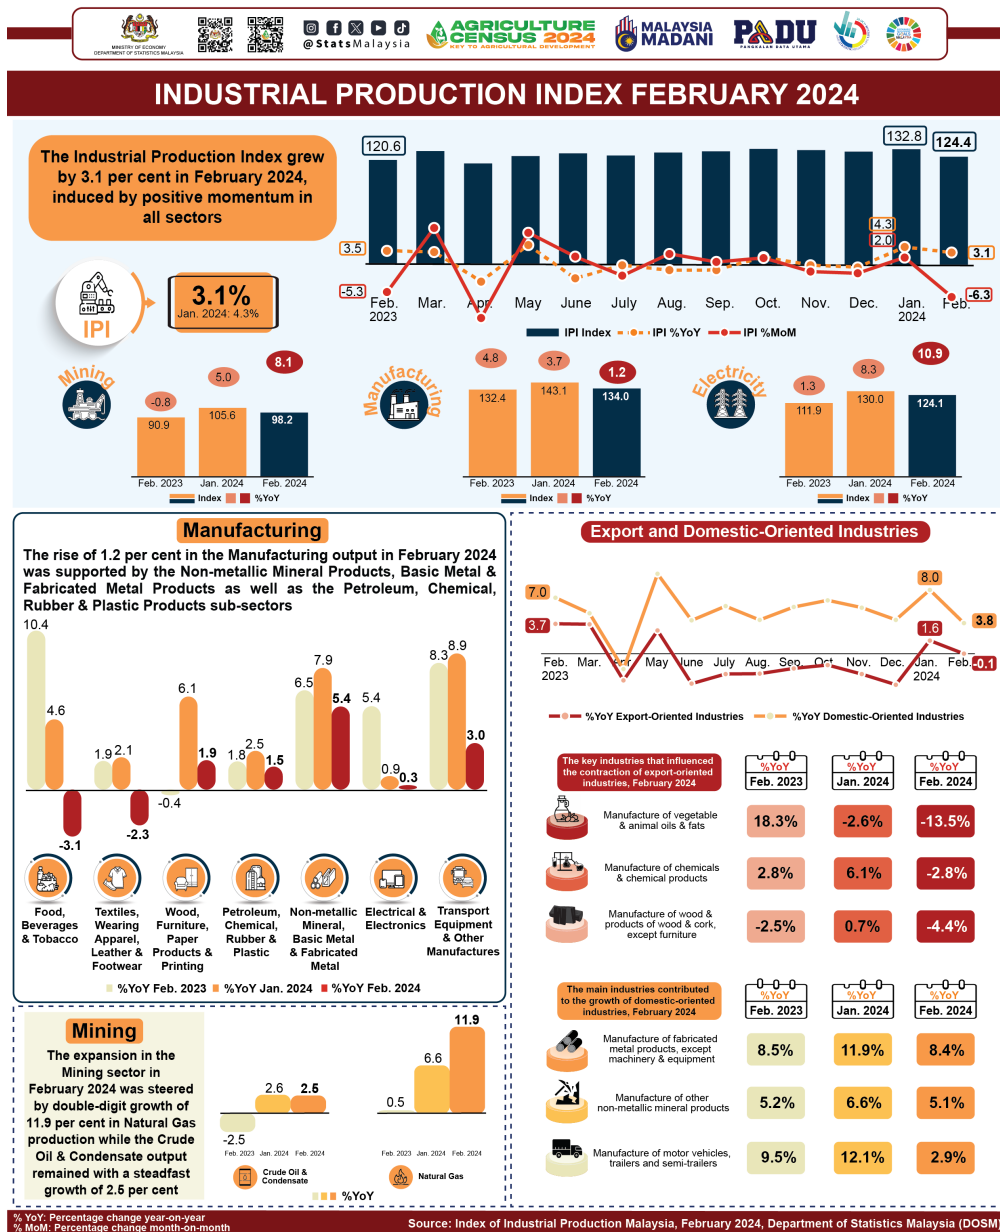 MINISTRY OF ECONOMY
DEPARTMENT OF STATISTICS MALAYSIA
@StatsMalaysia
AGRICULTURE
CENSUS 2024
KEY TO AGRICULTURAL DEVELOPMENT
MALAYSIA
MADANI
PADU
PANGKALAN DATA UTAMA
INDUSTRIAL PRODUCTION INDEX FEBRUARY 2024
The Industrial Production Index grew
by 3.1 per cent in February 2024,
induced by positive momentum in
all sectors
IPI
3.1%
Jan. 2024: 4.3%
120.6
132.8
124.4
3.5
4.3
2.0
3.1
-5.3
-6.3
Feb. Mar. Apr. May June July Aug. Sep. Oct. Nov. Dec. Jan. Feb.
2023 2024
IPI Index IPI %YoY IPI %MoM
Mining
-0.8
5.0
8.1
90.9
105.6
98.2
Feb. 2023 Jan. 2024 Feb. 2024
Index %YoY
Manufacturing
4.8
3.7
1.2
132.4
143.1
134.0
Feb. 2023 Jan. 2024 Feb. 2024
Index %YoY
Electricity
1.3
8.3
10.9
111.9
130.0
124.1
Feb. 2023 Jan. 2024 Feb. 2024
Index %YoY
Manufacturing
The rise of 1.2 per cent in the Manufacturing output in February 2024
was supported by the Non-metallic Mineral Products, Basic Metal &
Fabricated Metal Products as well as the Petroleum, Chemical,
Rubber & Plastic Products sub-sectors
10.4 4.6 -3.1
1.9 2.1 -2.3
-0.4 6.1 1.9
1.8 2.5 1.5
6.5 7.9 5.4
5.4 0.9 0.3
8.3 8.9 3.0
Food,
Beverages
& Tobacco
Textiles,
Wearing
Apparel,
Leather &
Footwear
Wood,
Furniture,
Paper
Products &
Printing
Petroleum,
Chemical,
Rubber &
Plastic
Non-metallic
Mineral,
Basic Metal
& Fabricated
Metal
Electrical &
Electronics
Transport
Equipment
& Other
Manufactures
%YoY Feb. 2023 %YoY Jan. 2024 %YoY Feb. 2024
Mining
The expansion in the
Mining sector in
February 2024 was steered
by double-digit growth of
11.9 per cent in Natural Gas
production while the Crude
Oil & Condensate output
remained with a steadfast
growth of 2.5 per cent
-2.5 2.6 2.5
Feb. 2023 Jan. 2024 Feb. 2024
Crude Oil &
Condensate
0.5 6.6 11.9
Feb. 2023 Jan. 2024 Feb. 2024
Natural Gas
%YoY
Export and Domestic-Oriented Industries
7.0
8.0
3.8
3.7
1.6
-0.1
Feb. Mar. Apr. May June July Aug. Sep. Oct. Nov. Dec. Jan. Feb.
2023 2024
%YoY Export-Oriented Industries %YoY Domestic-Oriented Industries
The key industries that influenced
the contraction of export-oriented
industries, February 2024
%YoY %YoY %YoY
Feb. 2023 Jan. 2024 Feb. 2024
Manufacture of vegetable
& animal oils & fats
18.3% -2.6% -13.5%
Manufacture of chemicals
& chemical products
2.8% 6.1% -2.8%
Manufacture of wood &
products of wood & cork,
except furniture
-2.5% 0.7% -4.4%
The main industries contributed
to the growth of domestic-oriented
industries, February 2024
%YoY %YoY %YoY
Feb. 2023 Jan. 2024 Feb. 2024
Manufacture of fabricated
metal products, except
machinery & equipment
8.5% 11.9% 8.4%
Manufacture of other
non-metallic mineral products
5.2% 6.6% 5.1%
Manufacture of motor vehicles,
trailers and semi-trailers
9.5% 12.1% 2.9%
% YoY: Percentage change year-on-year
% MoM: Percentage change month-on-month
Source: Index of Industrial Production Malaysia, February 2024, Department of Statistics Malaysia (DOSM